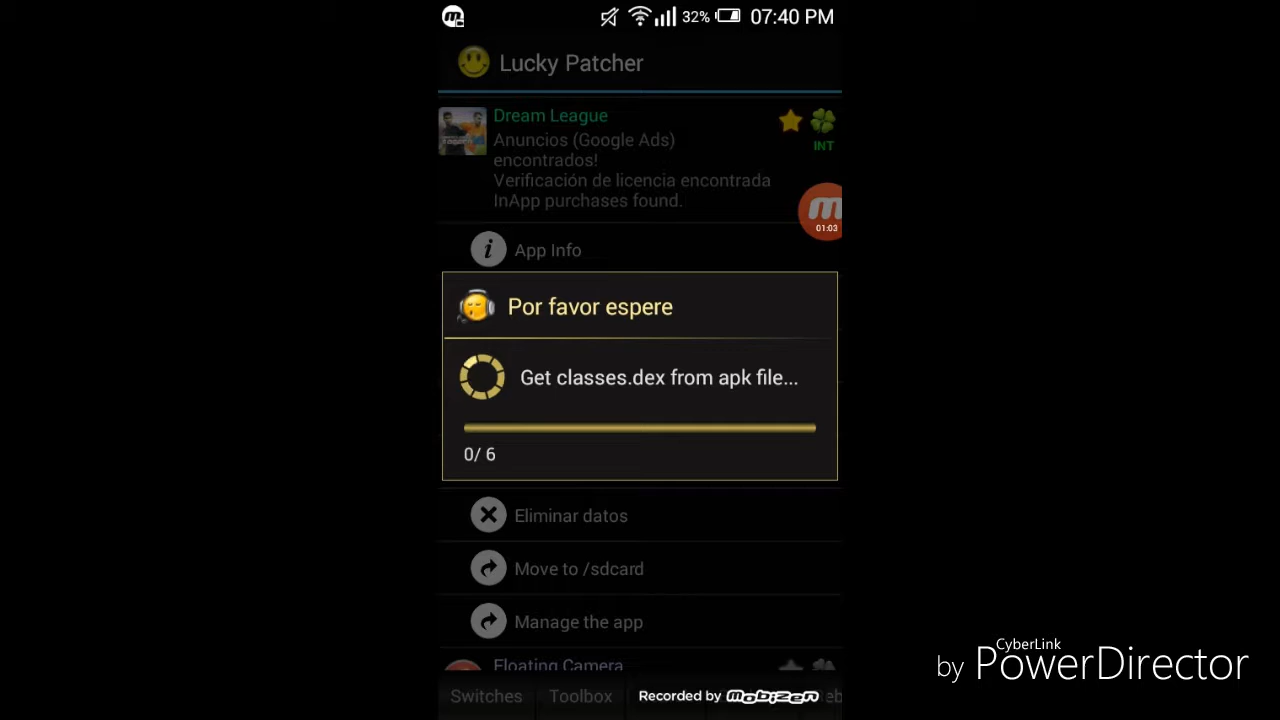 32% 07:40 PM
Lucky Patcher
Dream League
Anuncios (Google Ads)
encontrados!
Verificación de licencia encontrada
InApp purchases found.
INT
01:03
App Info
Por favor espere
Get classes.dex from apk file...
0/ 6
Eliminar datos
Move to /sdcard
Manage the app
Floating Camera
Switches Toolbox Recorded by mobizen
by CyberLink PowerDirector